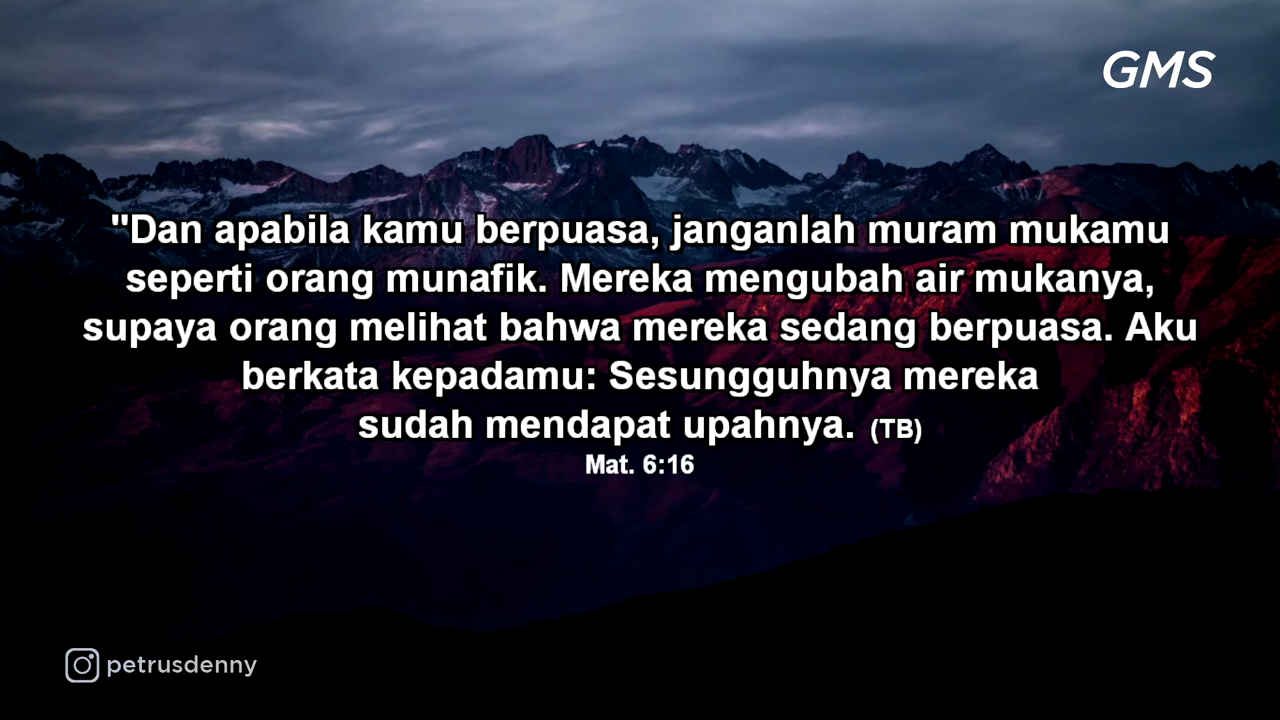 GMS
"Dan apabila kamu berpuasa, janganlah muram mukamu
seperti orang munafik. Mereka mengubah air mukanya,
supaya orang melihat bahwa mereka sedang berpuasa. Aku
berkata kepadamu: Sesungguhnya mereka
sudah mendapat upahnya. (TB)
Mat. 6:16
petrusdenny